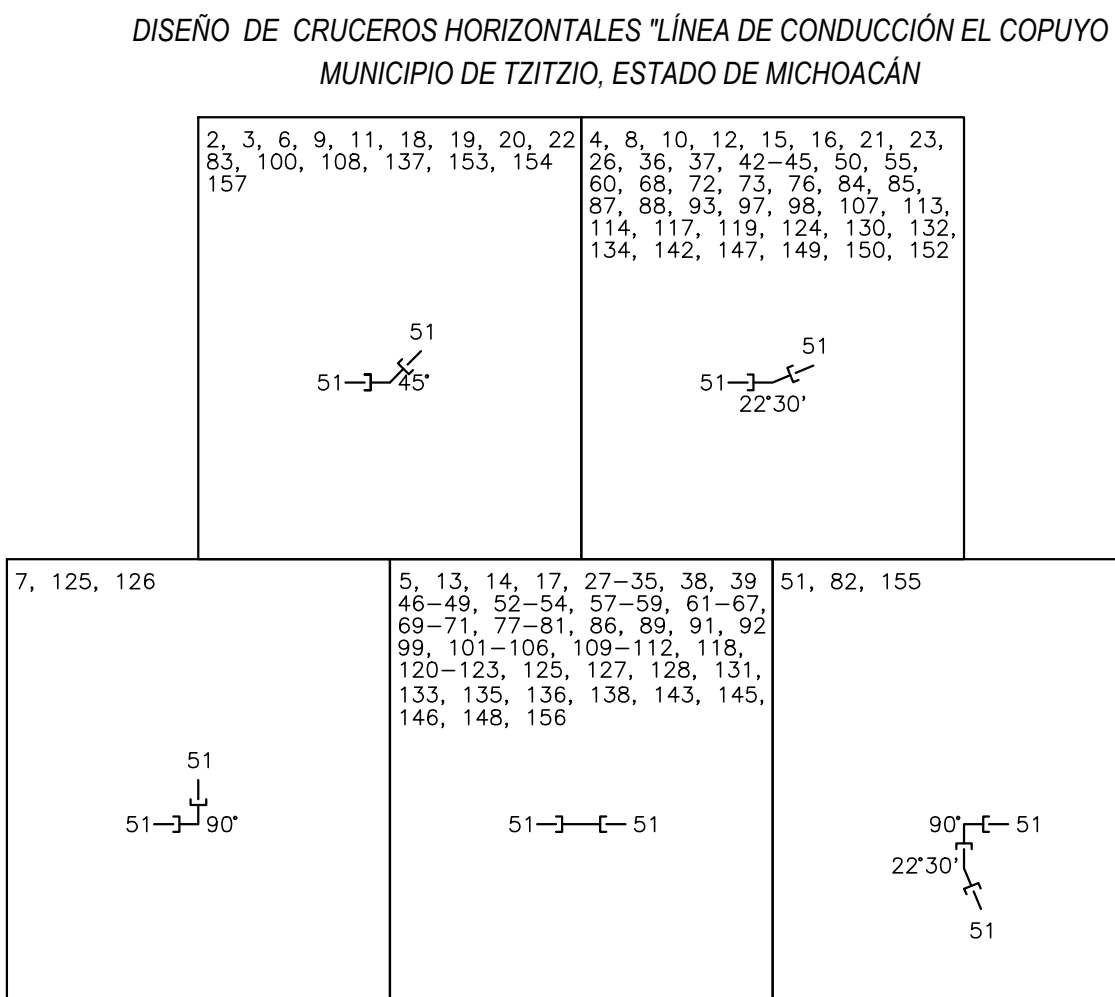 DISEÑO DE CRUCEROS HORIZONTALES "LÍNEA DE CONDUCCIÓN EL COPUYO
MUNICIPIO DE TZITZIO, ESTADO DE MICHOACÁN
2, 3, 6, 9, 11, 18, 19, 20, 22
83, 100, 108, 137, 153, 154
157
51
51
45°
4, 8, 10, 12, 15, 16, 21, 23,
26, 36, 37, 42-45, 50, 55,
60, 68, 72, 73, 76, 84, 85,
87, 88, 93, 97, 98, 107, 113,
114, 117, 119, 124, 130, 132,
134, 142, 147, 149, 150, 152
51
51
22°30'
7, 125, 126
51
51
90°
5, 13, 14, 17, 27-35, 38, 39
46-49, 52-54, 57-59, 61-67,
69-71, 77-81, 86, 89, 91, 92
99, 101-106, 109-112, 118,
120-123, 125, 127, 128, 131,
133, 135, 136, 138, 143, 145,
146, 148, 156
51
51
51, 82, 155
90°
51
22°30'
51